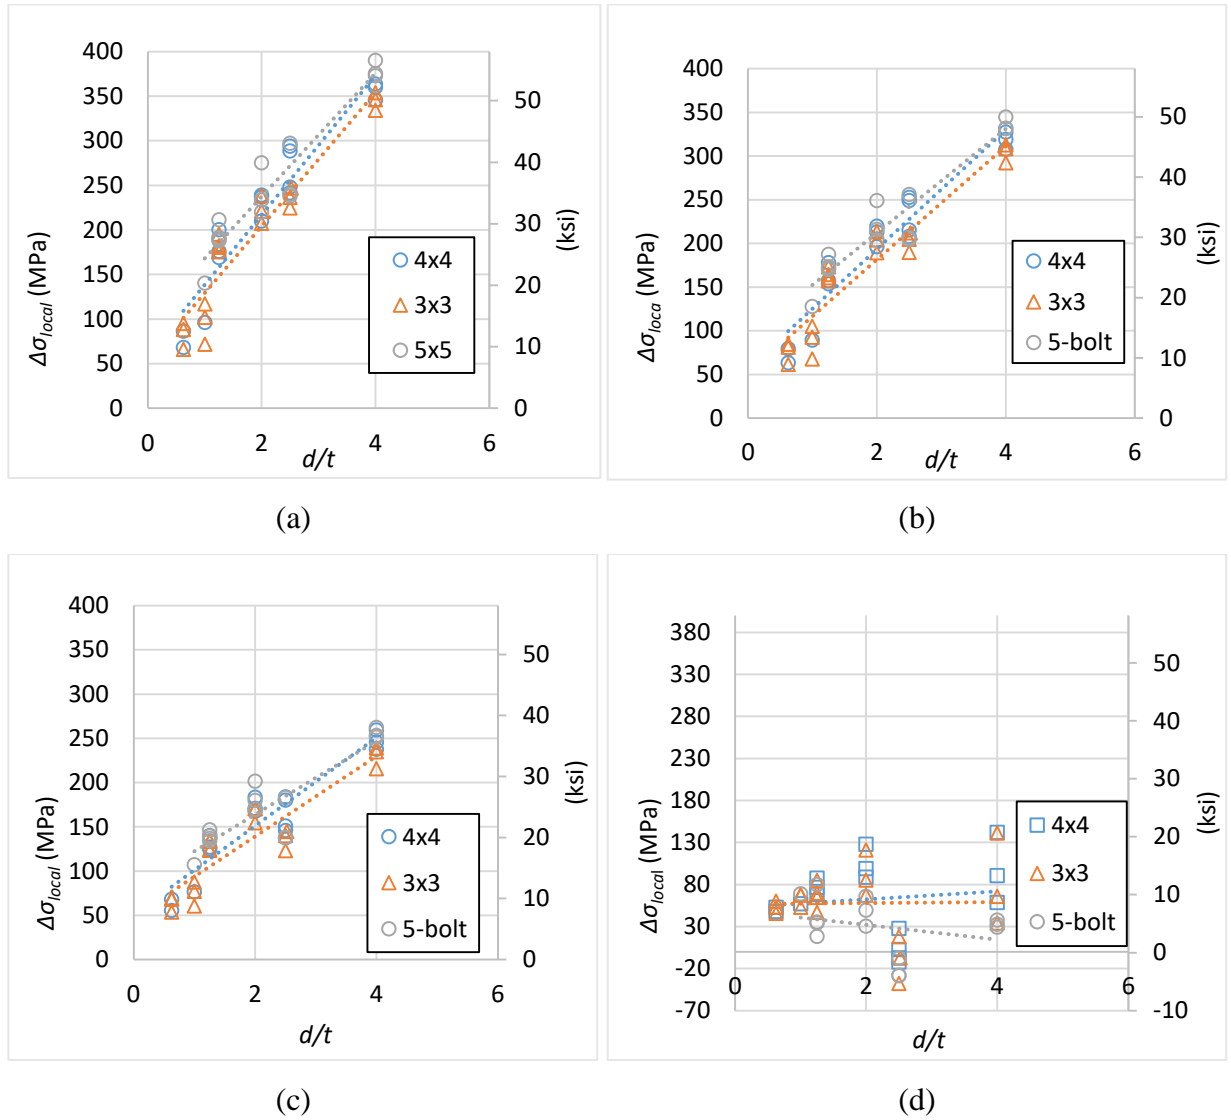 400
350
300
250
200
150
100
50
0
Δσlocal (MPa)
50
40
30
20
10
0
(ksi)
4x4
3x3
5x5
0 2 4 6
d/t
(a)
400
350
300
250
200
150
100
50
0
Δσloca (MPa)
50
40
30
20
10
0
(ksi)
4x4
3x3
5-bolt
0 2 4 6
d/t
(b)
400
350
300
250
200
150
100
50
0
Δσlocal (MPa)
50
40
30
20
10
0
(ksi)
4x4
3x3
5-bolt
0 2 4 6
d/t
(c)
380
330
280
230
180
130
80
30
-20
-70
Δσlocal (MPa)
50
40
30
20
10
0
-10
(ksi)
4x4
3x3
5-bolt
0 2 4 6
d/t
(d)